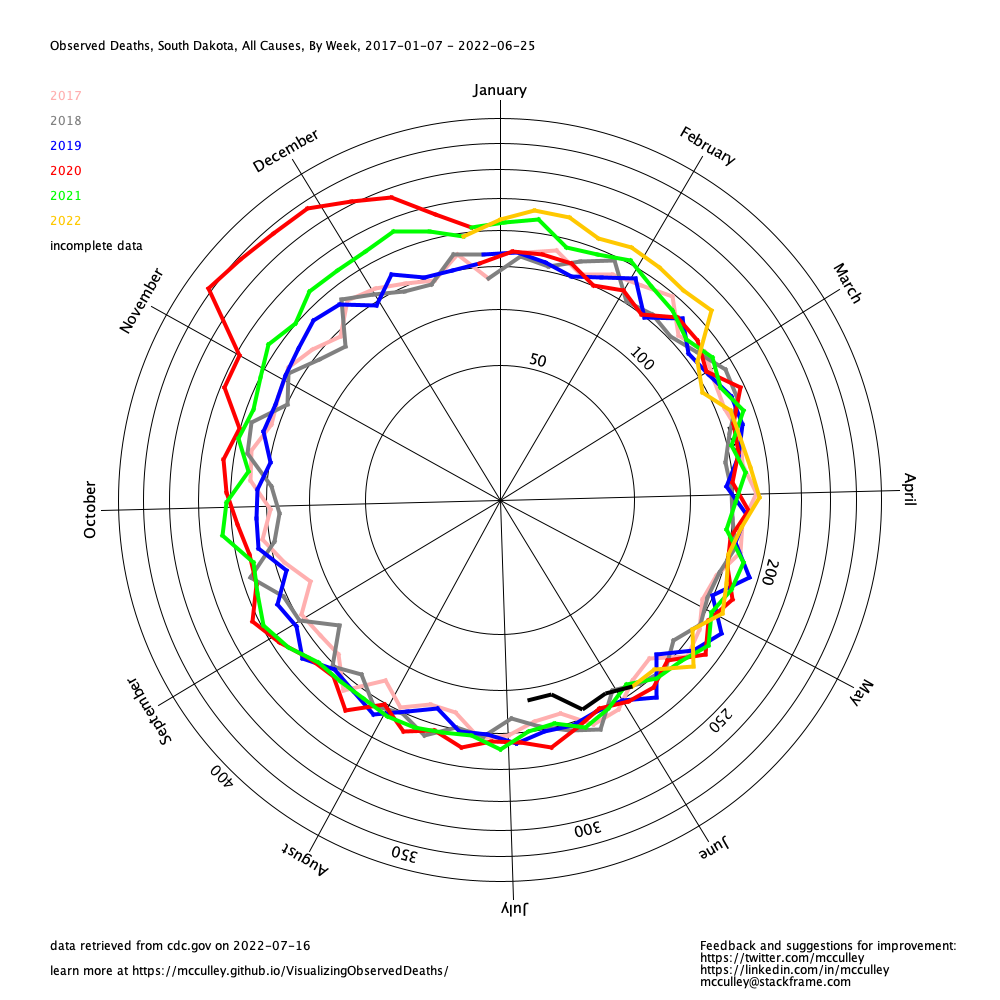 Observed Deaths, South Dakota, All Causes, By Week, 2017-01-07 - 2022-06-25
January
2017
2018
2019
2020
2021
2022
incomplete data
December
February
November
March
50
100
October
April
200
September
May
250
400
300
350
August
June
July
data retrieved from cdc.gov on 2022-07-16
learn more at https://mcculley.github.io/VisualizingObservedDeaths/
Feedback and suggestions for improvement:
https://twitter.com/mcculley
https://linkedin.com/in/mcculley
mcculley@stackframe.com